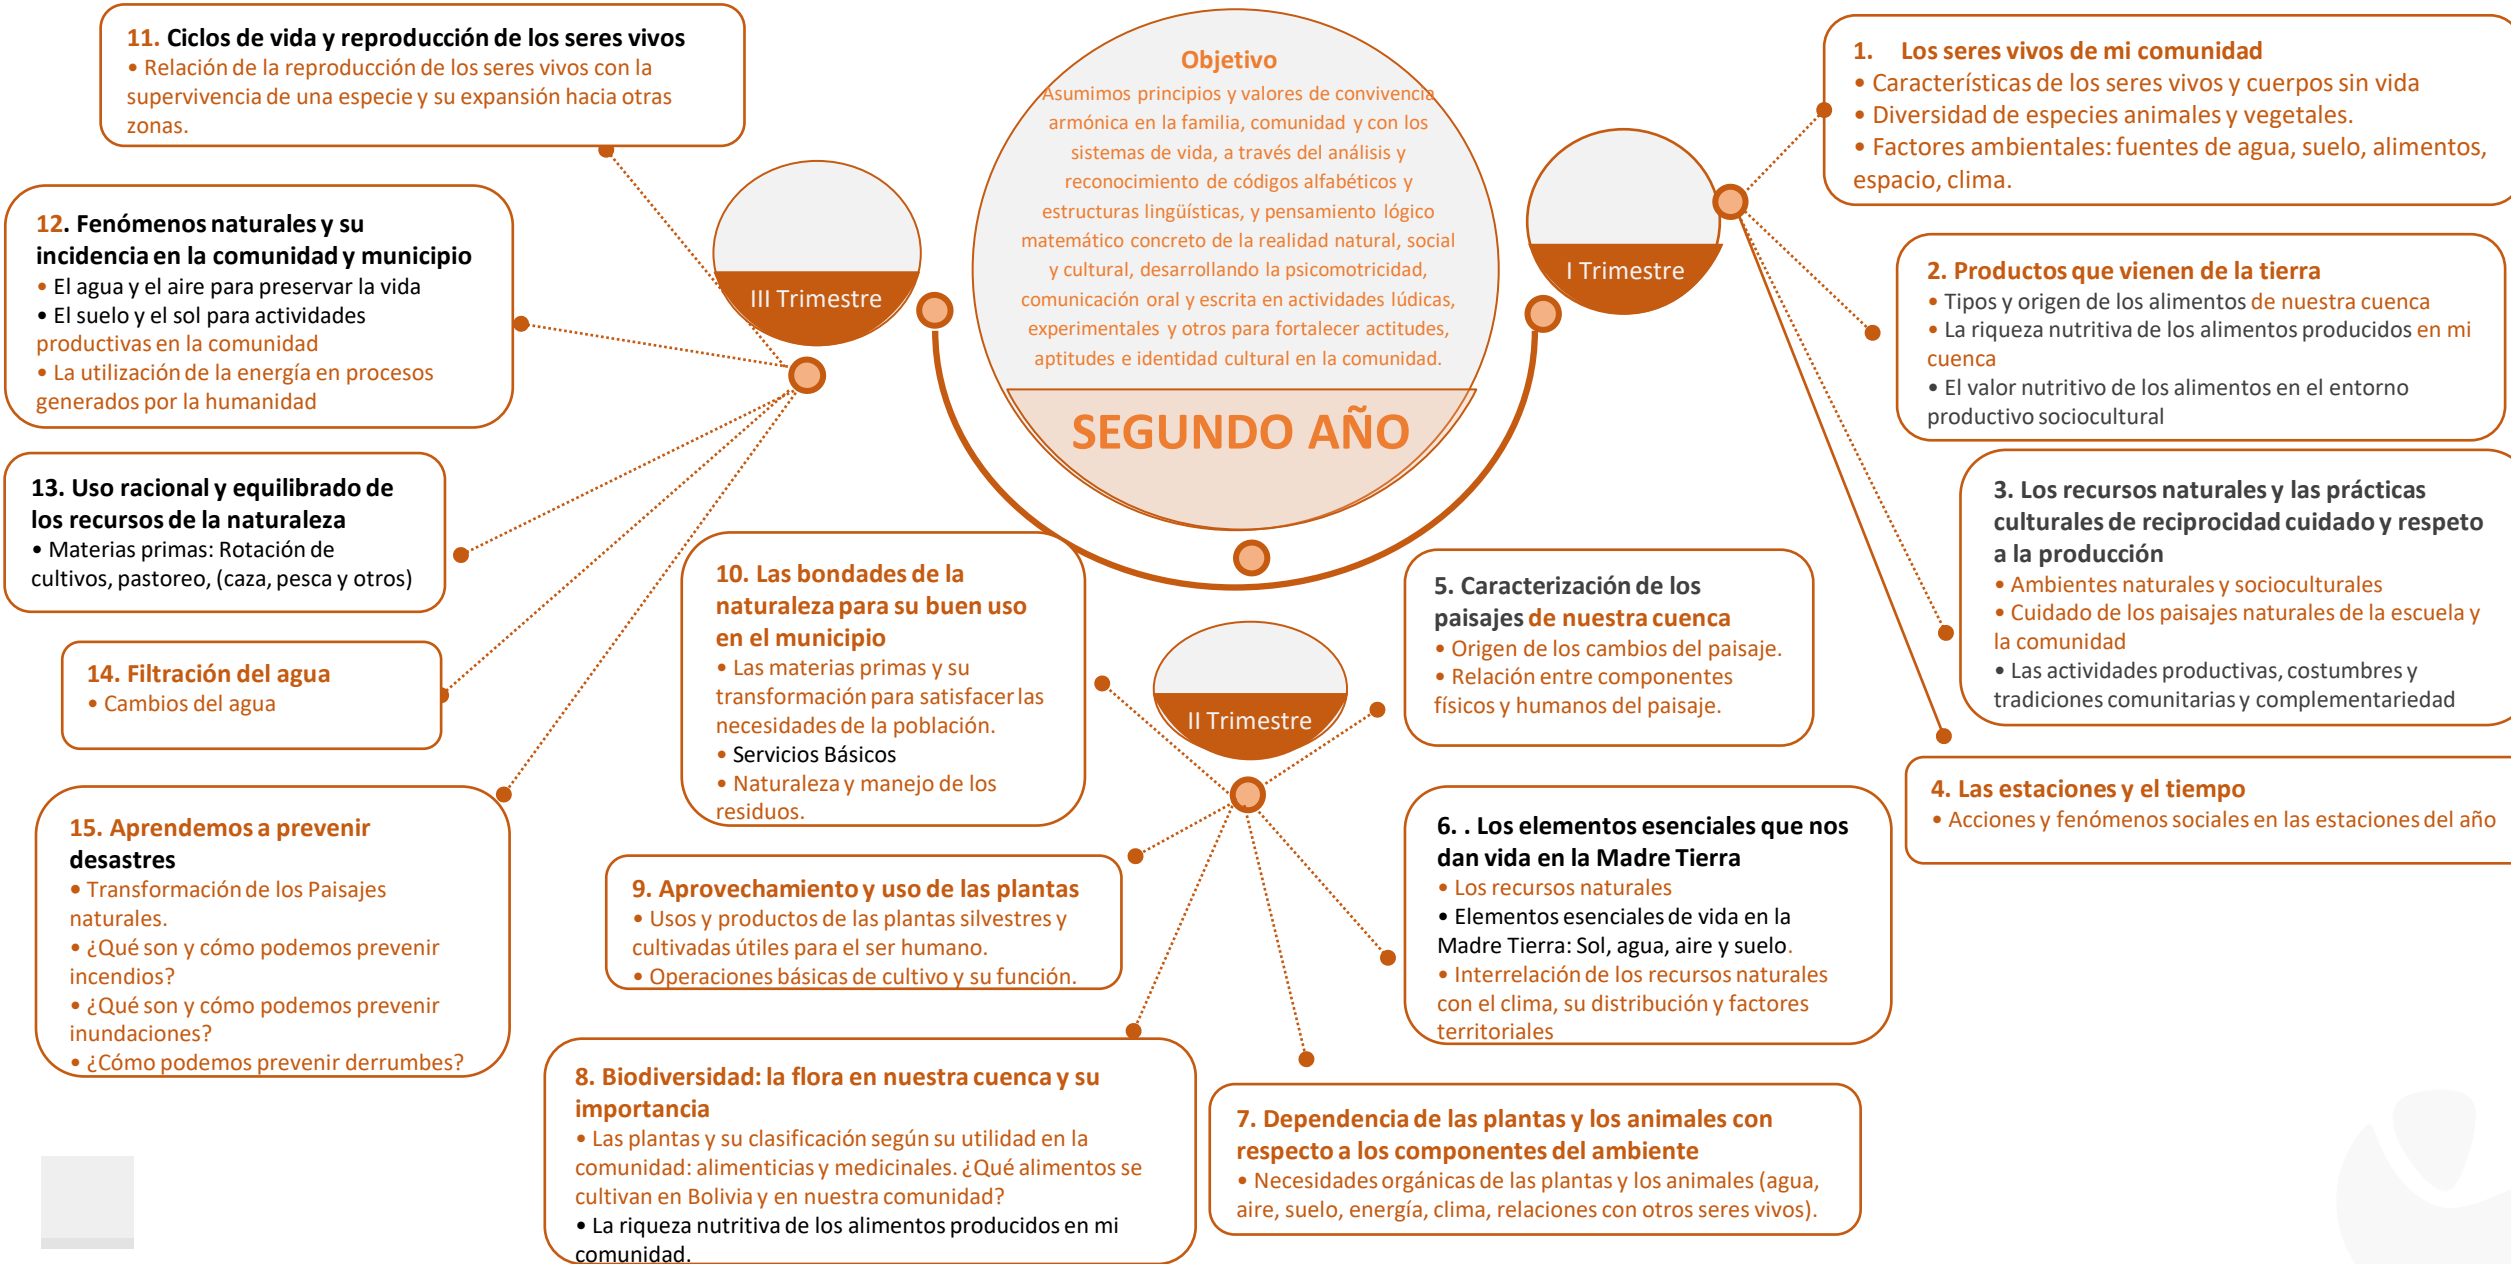 Objetivo
Asumimos principios y valores de convivencia
armónica en la familia, comunidad y con los
sistemas de vida, a través del análisis y
reconocimiento de códigos alfabéticos y
estructuras lingüísticas, y pensamiento lógico
matemático concreto de la realidad natural, social
y cultural, desarrollando la psicomotricidad,
comunicación oral y escrita en actividades lúdicas,
experimentales y otros para fortalecer actitudes,
aptitudes e identidad cultural en la comunidad.
SEGUNDO AÑO
I Trimestre
1. Los seres vivos de mi comunidad
• Características de los seres vivos y cuerpos sin vida
• Diversidad de especies animales y vegetales.
• Factores ambientales: fuentes de agua, suelo, alimentos,
espacio, clima.
2. Productos que vienen de la tierra
• Tipos y origen de los alimentos de nuestra cuenca
• La riqueza nutritiva de los alimentos producidos en mi
cuenca
• El valor nutritivo de los alimentos en el entorno
productivo sociocultural
3. Los recursos naturales y las prácticas
culturales de reciprocidad cuidado y respeto
a la producción
• Ambientes naturales y socioculturales
• Cuidado de los paisajes naturales de la escuela y
la comunidad
• Las actividades productivas, costumbres y
tradiciones comunitarias y complementariedad
4. Las estaciones y el tiempo
• Acciones y fenómenos sociales en las estaciones del año
II Trimestre
5. Caracterización de los
paisajes de nuestra cuenca
• Origen de los cambios del paisaje.
• Relación entre componentes
físicos y humanos del paisaje.
6. . Los elementos esenciales que nos
dan vida en la Madre Tierra
• Los recursos naturales
• Elementos esenciales de vida en la
Madre Tierra: Sol, agua, aire y suelo.
• Interrelación de los recursos naturales
con el clima, su distribución y factores
territoriales
7. Dependencia de las plantas y los animales con
respecto a los componentes del ambiente
• Necesidades orgánicas de las plantas y los animales (agua,
aire, suelo, energía, clima, relaciones con otros seres vivos).
8. Biodiversidad: la flora en nuestra cuenca y su
importancia
• Las plantas y su clasificación según su utilidad en la
comunidad: alimenticias y medicinales. ¿Qué alimentos se
cultivan en Bolivia y en nuestra comunidad?
• La riqueza nutritiva de los alimentos producidos en mi
comunidad.
9. Aprovechamiento y uso de las plantas
• Usos y productos de las plantas silvestres y
cultivadas útiles para el ser humano.
• Operaciones básicas de cultivo y su función.
10. Las bondades de la
naturaleza para su buen uso
en el municipio
• Las materias primas y su
transformación para satisfacer las
necesidades de la población.
• Servicios Básicos
• Naturaleza y manejo de los
residuos.
III Trimestre
11. Ciclos de vida y reproducción de los seres vivos
• Relación de la reproducción de los seres vivos con la
supervivencia de una especie y su expansión hacia otras
zonas.
12. Fenómenos naturales y su
incidencia en la comunidad y municipio
• El agua y el aire para preservar la vida
• El suelo y el sol para actividades
productivas en la comunidad
• La utilización de la energía en procesos
generados por la humanidad
13. Uso racional y equilibrado de
los recursos de la naturaleza
• Materias primas: Rotación de
cultivos, pastoreo, (caza, pesca y otros)
14. Filtración del agua
• Cambios del agua
15. Aprendemos a prevenir
desastres
• Transformación de los Paisajes
naturales.
• ¿Qué son y cómo podemos prevenir
incendios?
• ¿Qué son y cómo podemos prevenir
inundaciones?
• ¿Cómo podemos prevenir derrumbes?